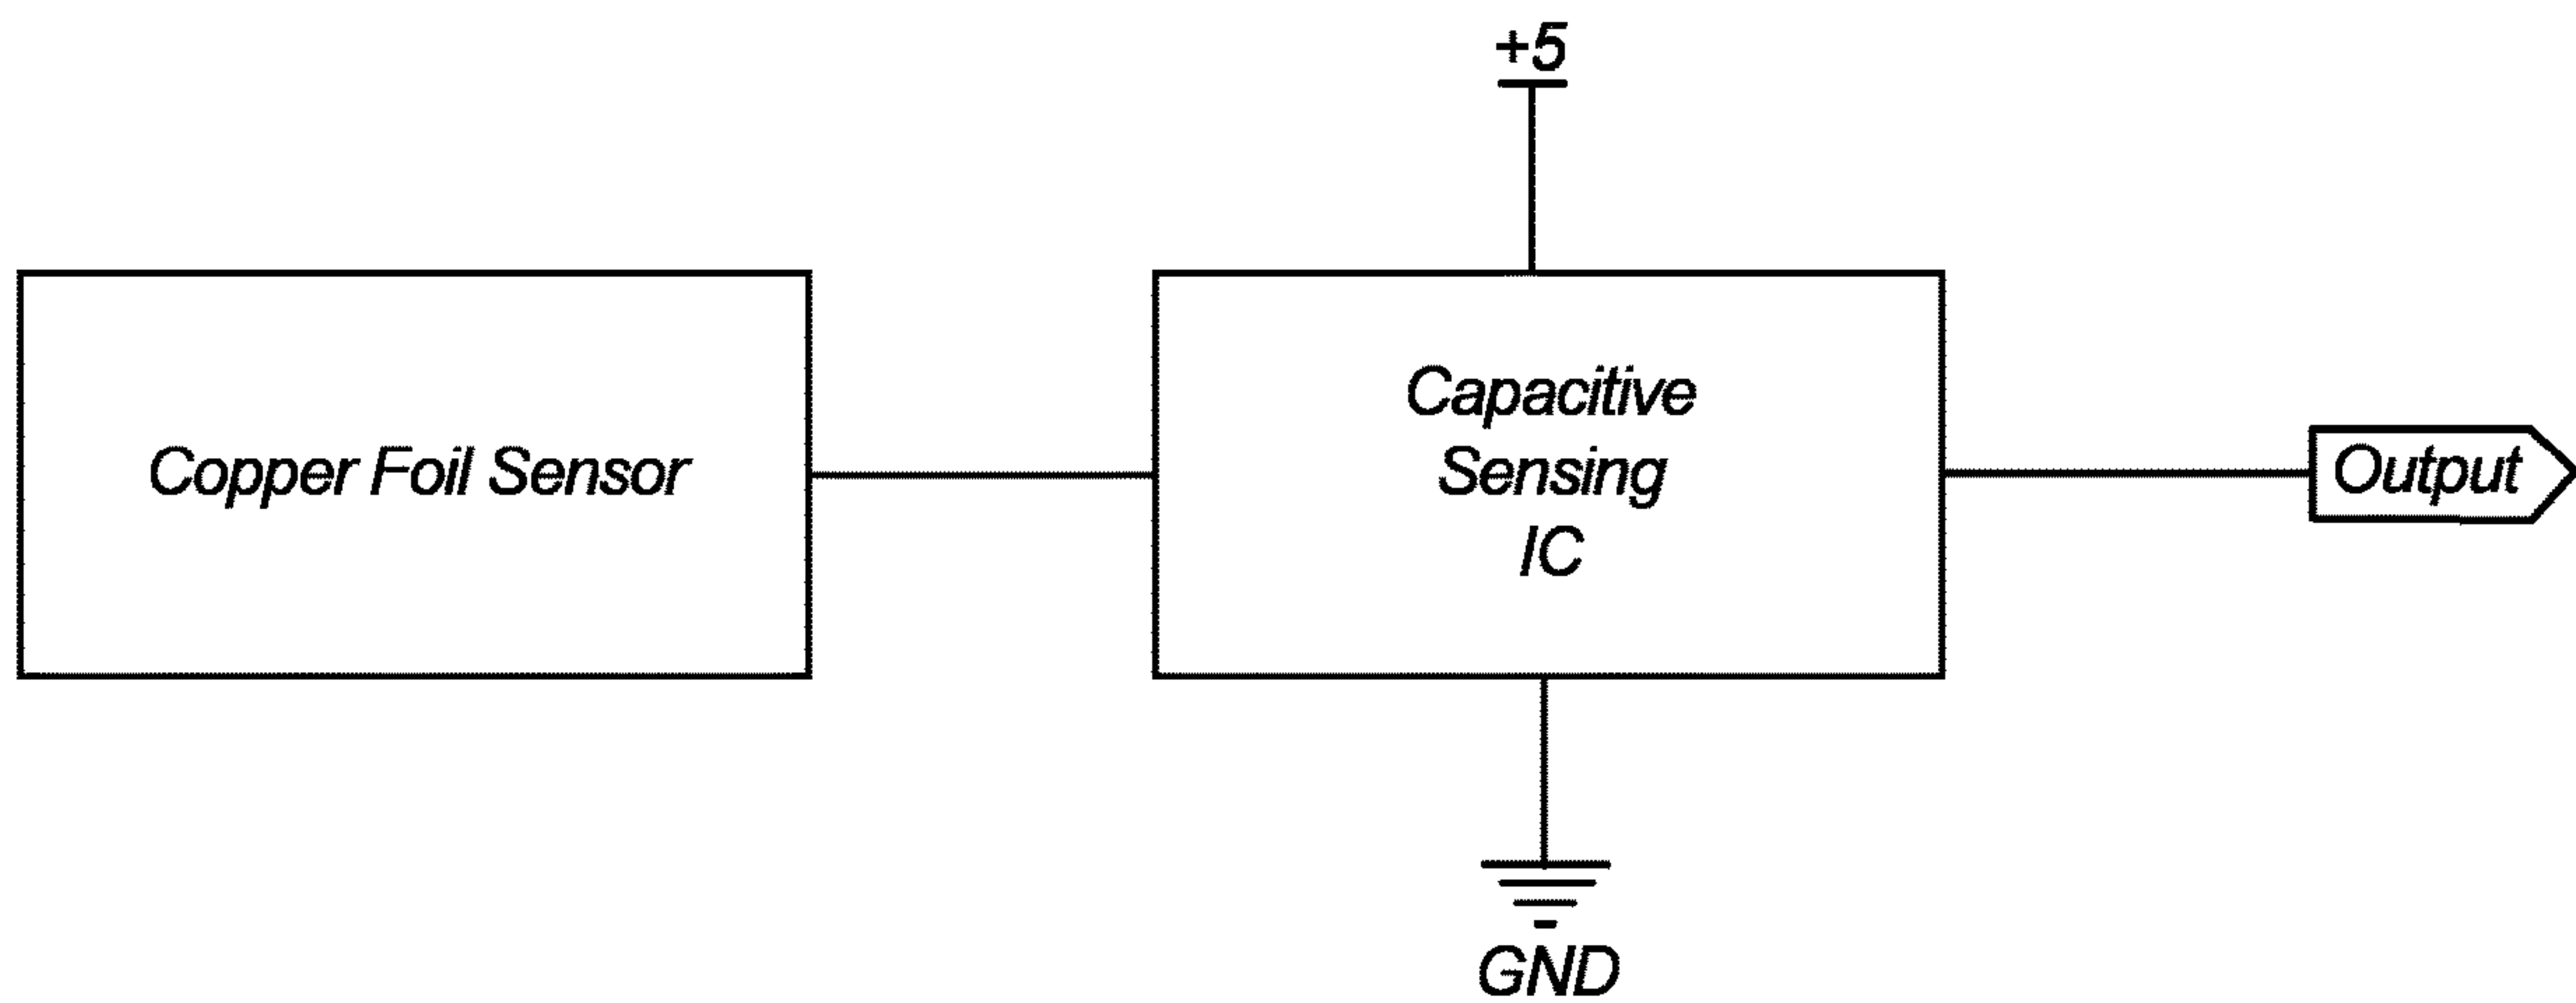 +5
Copper Foil Sensor
Capacitive
Sensing
IC
Output
GND